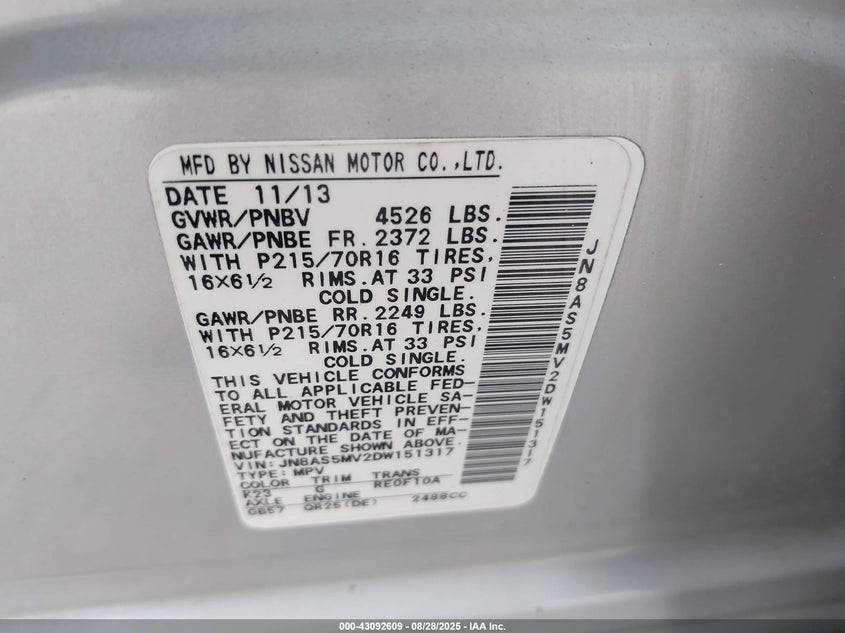 MFD BY NISSAN MOTOR CO.,LTD.
DATE 11/13
GVWR/PNBV 4526 LBS.
GAWR/PNBE FR. 2372 LBS.
WITH P215/70R16 TIRES,
16X6½ RIMS.AT 33 PSI
COLD SINGLE.
GAWR/PNBE RR. 2249 LBS.
WITH P215/70R16 TIRES,
16X6½ RIMS.AT 33 PSI
COLD SINGLE.
THIS VEHICLE CONFORMS
TO ALL APPLICABLE FED-
ERAL MOTOR VEHICLE SA-
FETY AND THEFT PREVEN-
TION STANDARDS IN EFF-
ECT ON THE DATE OF MA-
NUFACTURE SHOWN ABOVE.
VIN: JN8AS5MV2DW151317
TYPE: MPV
COLOR TRIM TRANS
K23 G RE0F10A
AXLE ENGINE
GB57 QR25(DE) 2488CC
JN8AS5MV2DW151317
000-43092609 - 08/28/2025 - IAA Inc.